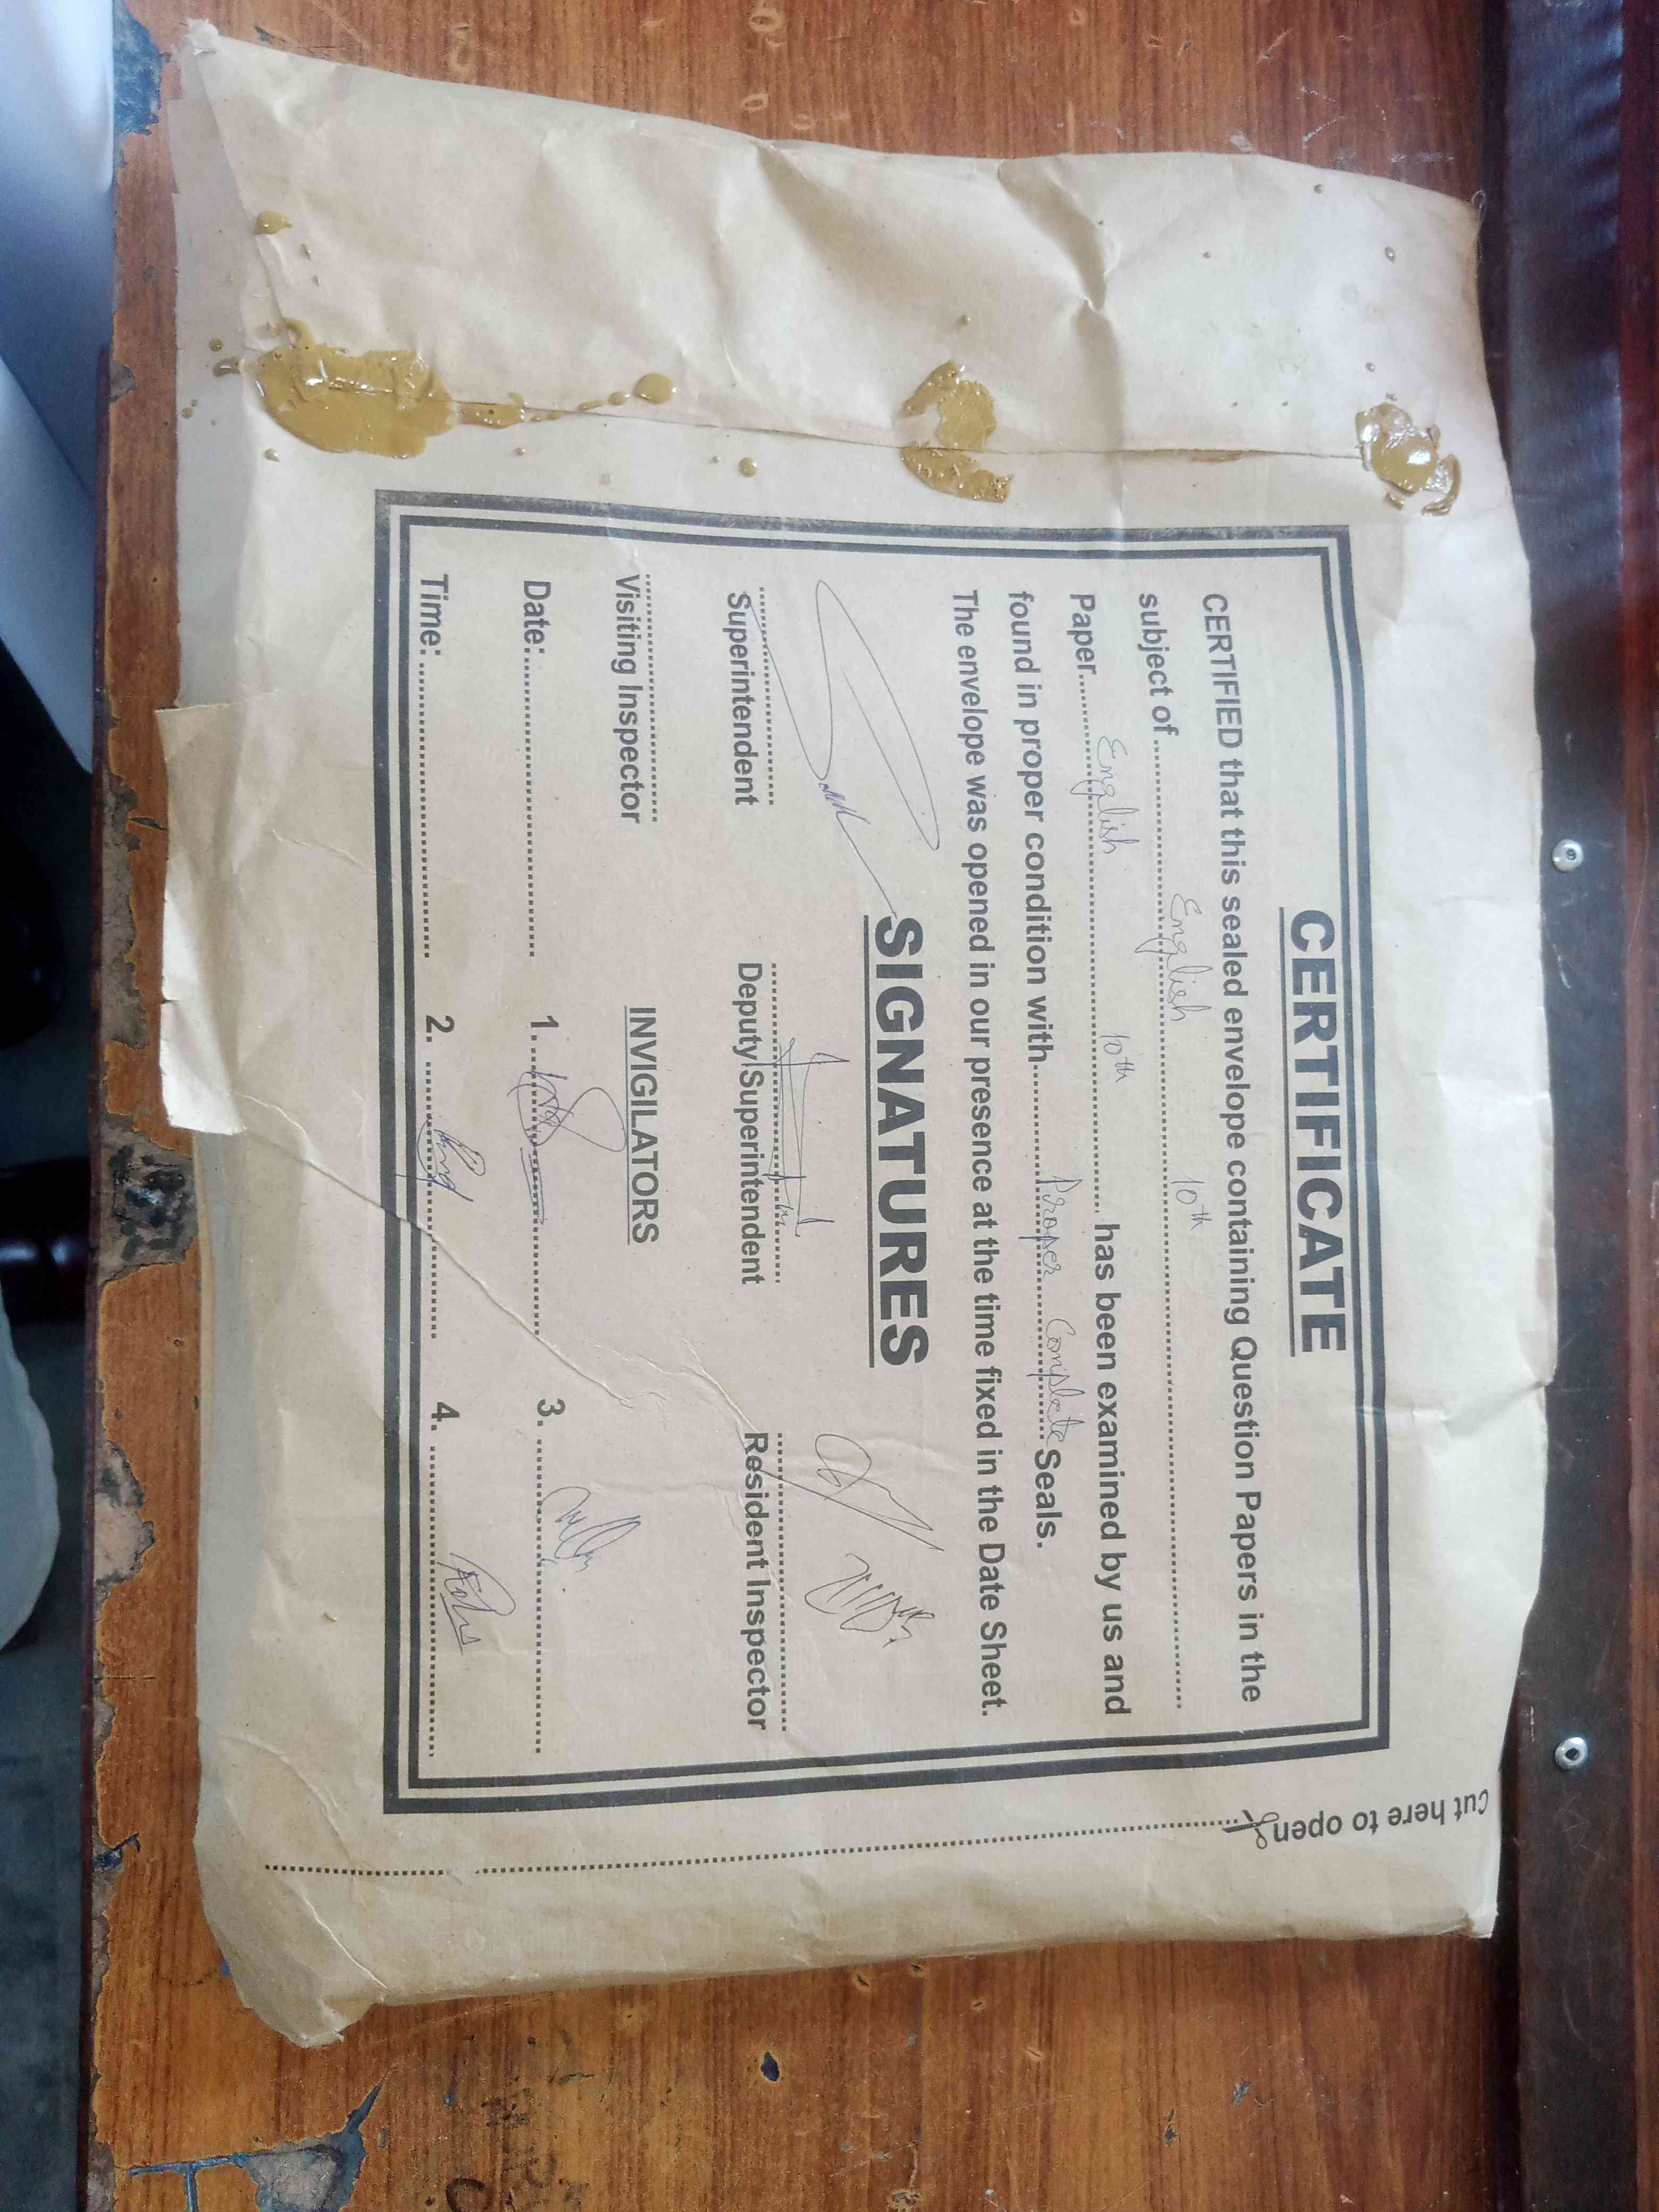 CERTIFICATE
CERTIFIED that this sealed envelope containing Question Papers in the
subject of English 10th
Paper English 10th has been examined by us and
found in proper condition with Proper Complete Seals.
The envelope was opened in our presence at the time fixed in the Date Sheet.
SIGNATURES
Superintendent Deputy Superintendent Resident Inspector
Visiting Inspector INVIGILATORS
Date: 1. 3.
Time: 2. 4.
Cut here to open